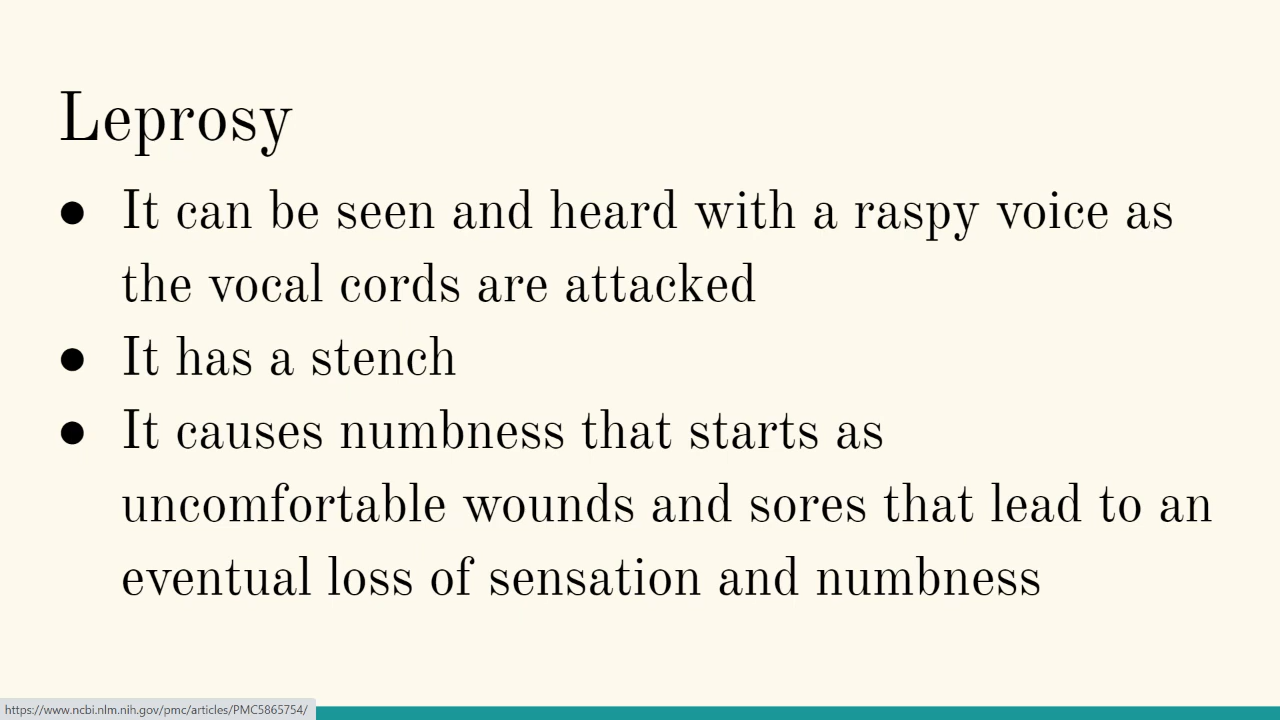 Leprosy
● It can be seen and heard with a raspy voice as
the vocal cords are attacked
● It has a stench
● It causes numbness that starts as
uncomfortable wounds and sores that lead to an
eventual loss of sensation and numbness
https://www.ncbi.nlm.nih.gov/pmc/articles/PMC5865754/